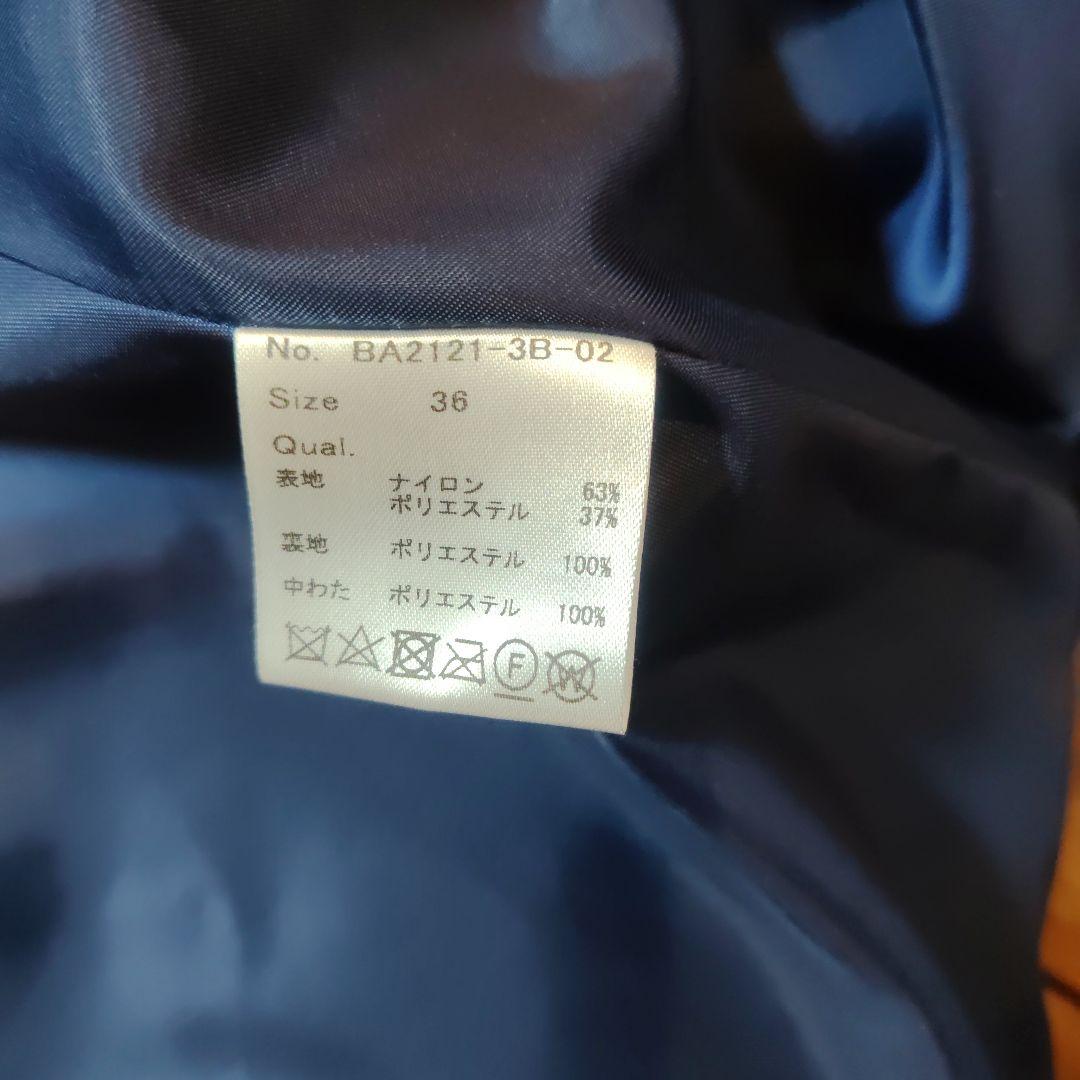 No. BA2121-3B-02
Size 36
Qual.
表地 ナイロン 63%
ポリエステル 37%
裏地 ポリエステル 100%
中わた ポリエステル 100%
F W